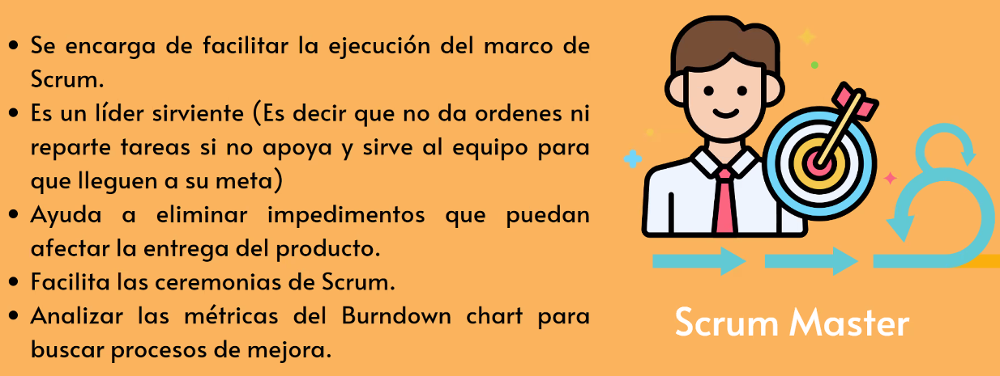 • Se encarga de facilitar la ejecución del marco de
Scrum.
• Es un líder sirviente (Es decir que no da ordenes ni
reparte tareas si no apoya y sirve al equipo para
que lleguen a su meta)
• Ayuda a eliminar impedimentos que puedan
afectar la entrega del producto.
• Facilita las ceremonias de Scrum.
• Analizar las métricas del Burndown chart para
buscar procesos de mejora.
Scrum Master